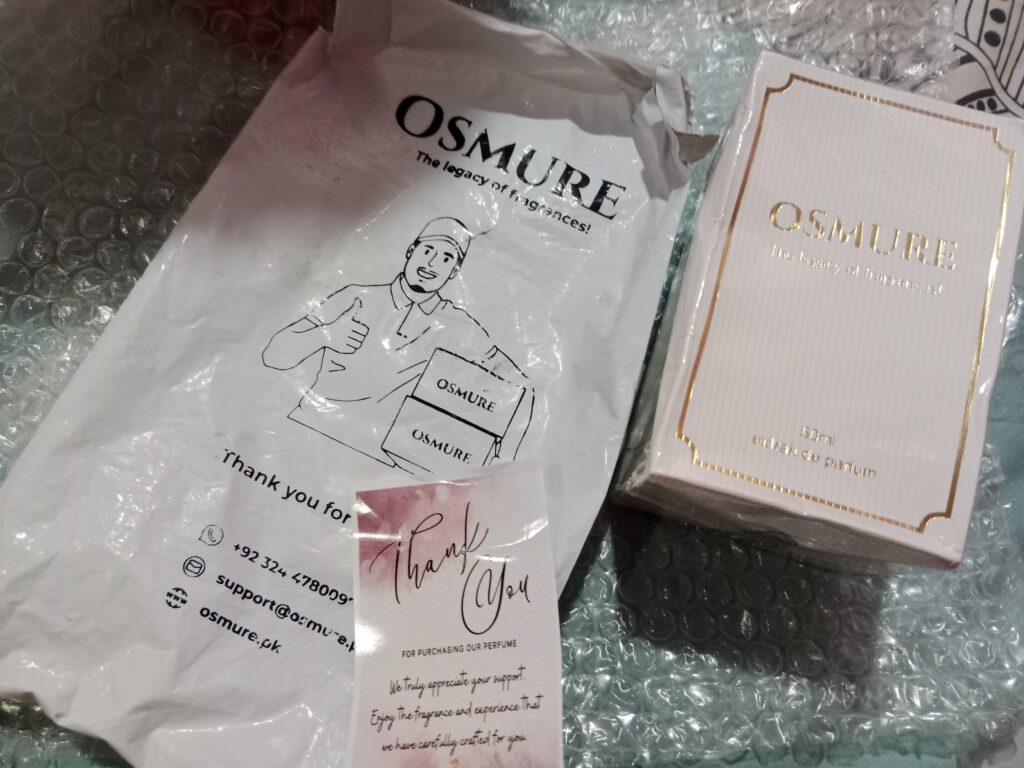 OSMURE
The legacy of fragrances!
OSMURE
OSMURE
Thank you for
+92 324 478009
support@osmure.p
osmure.pk
Thank
You
FOR PURCHASING OUR PERFUME
We truly appreciate your support.
Enjoy the fragrance and experience that
we have carefully crafted for you
OSMURE
The legacy of fragrances!
50ml
extrait de parfum